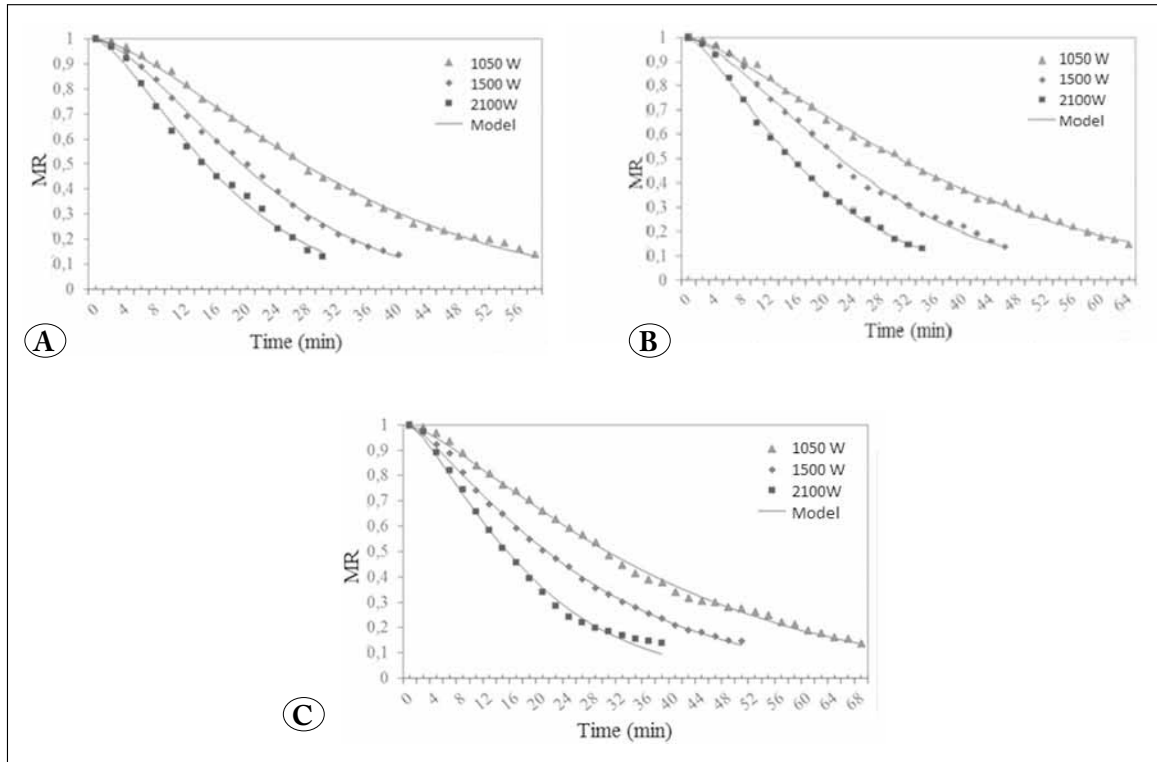 1
0,9
0,8
0,7
0,6
0,5
0,4
0,3
0,2
0,1
0
MR
1050 W
1500 W
2100W
Model
0 4 8 12 16 20 24 28 32 36 40 44 48 52 56
Time (min)
A
1
0,9
0,8
0,7
0,6
0,5
0,4
0,3
0,2
0,1
0
MR
1050 W
1500 W
2100W
Model
0 4 8 12 16 20 24 28 32 36 40 44 48 52 56 60 64
Time (min)
B
1
0,9
0,8
0,7
0,6
0,5
0,4
0,3
0,2
0,1
0
MR
1050 W
1500 W
2100W
Model
0 4 8 12 16 20 24 28 32 36 40 44 48 52 56 60 64 68
Time (min)
C